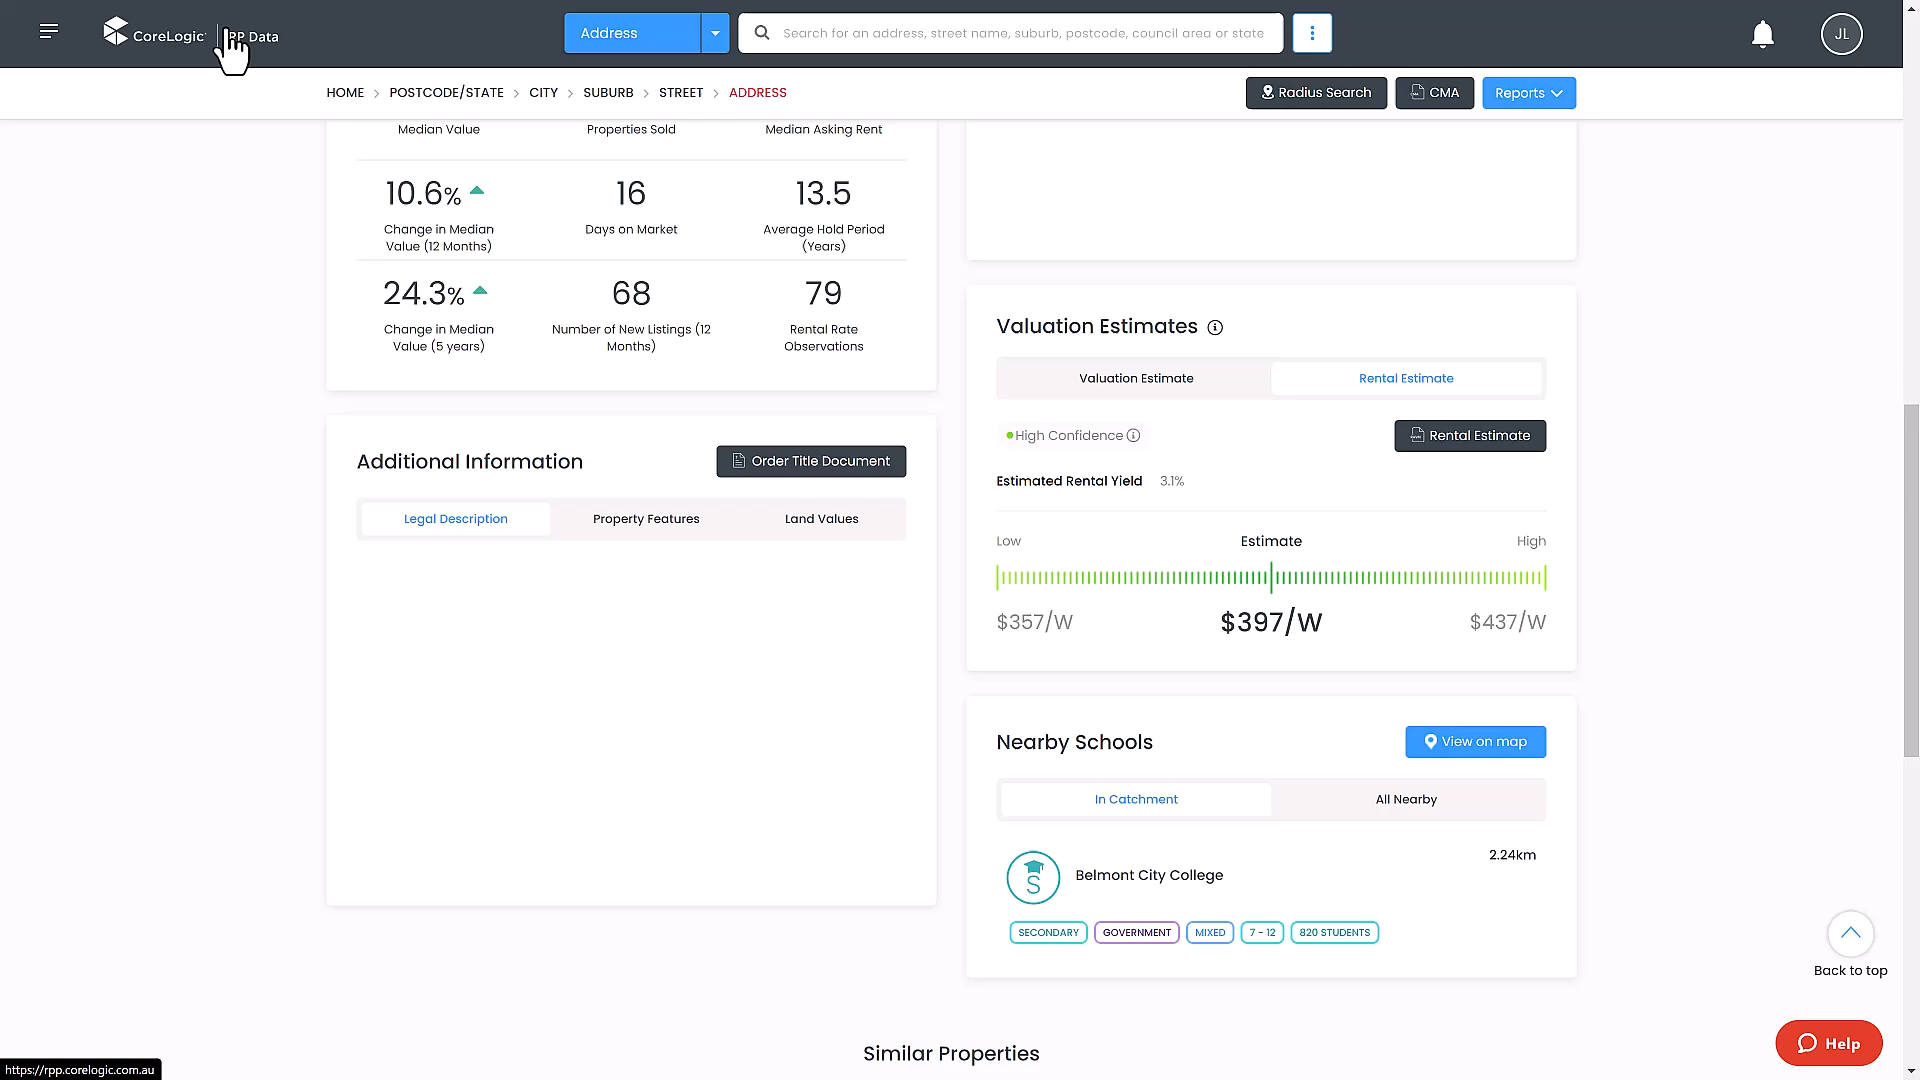 CoreLogic
RP Data
Address
Search for an address, street name, suburb, postcode, council area or state
JL
HOME > POSTCODE/STATE > CITY > SUBURB > STREET > ADDRESS
Radius Search
CMA
Reports
Median Value
Properties Sold
Median Asking Rent
10.6%
16
13.5
Change in Median
Value (12 Months)
Days on Market
Average Hold Period
(Years)
24.3%
68
79
Change in Median
Value (5 years)
Number of New Listings (12
Months)
Rental Rate
Observations
Additional Information
Order Title Document
Legal Description
Property Features
Land Values
Valuation Estimates
Valuation Estimate
Rental Estimate
High Confidence
Rental Estimate
Estimated Rental Yield 3.1%
Low
Estimate
High
$357/W
$397/W
$437/W
Nearby Schools
View on map
In Catchment
All Nearby
2.24km
S
Belmont City College
SECONDARY
GOVERNMENT
MIXED
7 - 12
820 STUDENTS
Back to top
Similar Properties
Help
https://rpp.corelogic.com.au